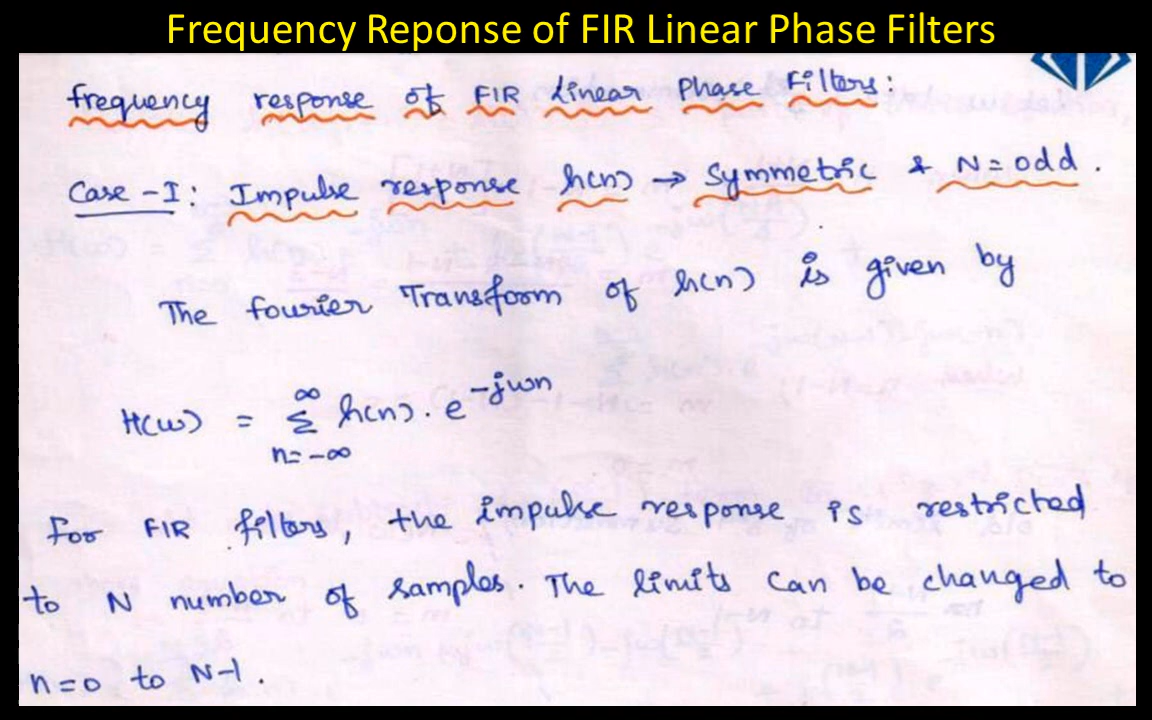 Frequency Reponse of FIR Linear Phase Filters
frequency response of FIR Linear Phase Filters:
Case-I: Impulse response h(n) → Symmetric & N=odd.
The fourier Transform of h(n) is given by
H(ω) = ∑ₙ₌₋∞^∞ h(n). e^-jωn
for FIR filters, the impulse response is restricted
to N number of samples. The limits can be changed to
n=0 to N-1.